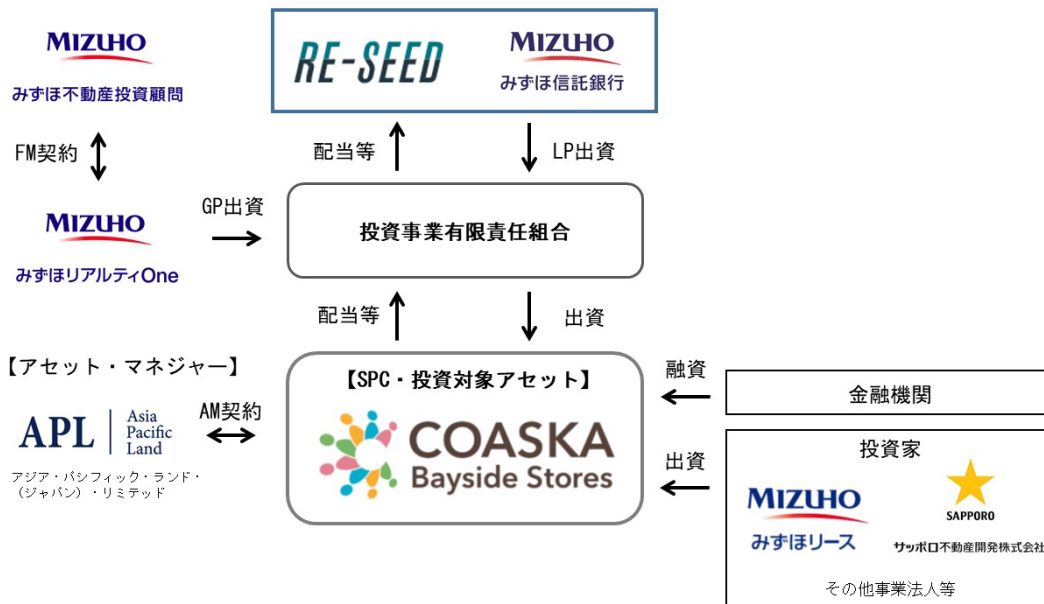 MIZUHO
みずほ不動産投資顧問
RE-SEED
MIZUHO
みずほ信託銀行
FM契約
配当等
LP出資
MIZUHO
みずほリアルティOne
GP出資
投資事業有限責任組合
配当等
出資
【アセット・マネジャー】
APL
Asia
Pacific
Land
アジア・パシフィック・ランド・
(ジャパン)・リミテッド
AM契約
【SPC・投資対象アセット】
COASKA
Bayside Stores
融資
金融機関
出資
投資家
MIZUHO
みずほリース
SAPPORO
サッポロ不動産開発株式会社
その他事業法人等